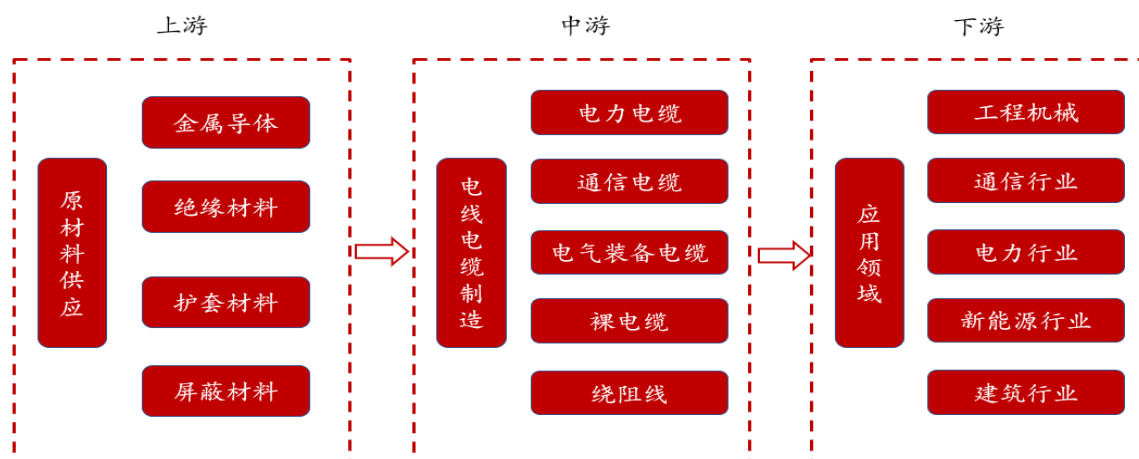 上游
原材料供应
金属导体
绝缘材料
护套材料
屏蔽材料
中游
电线电缆制造
电力电缆
通信电缆
电气装备电缆
裸电缆
绕阻线
下游
应用领域
工程机械
通信行业
电力行业
新能源行业
建筑行业